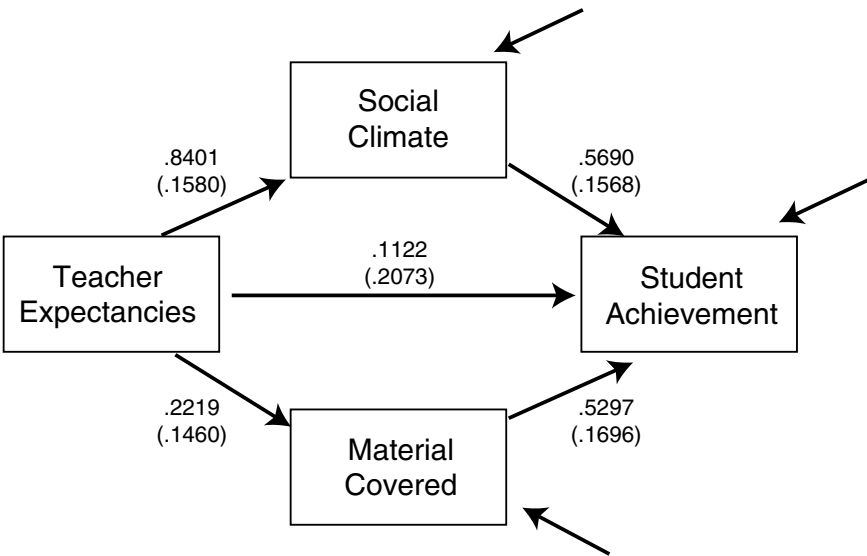 Social
Climate
.8401
(.1580)
.5690
(.1568)
Teacher
Expectancies
.1122
(.2073)
Student
Achievement
.2219
(.1460)
.5297
(.1696)
Material
Covered